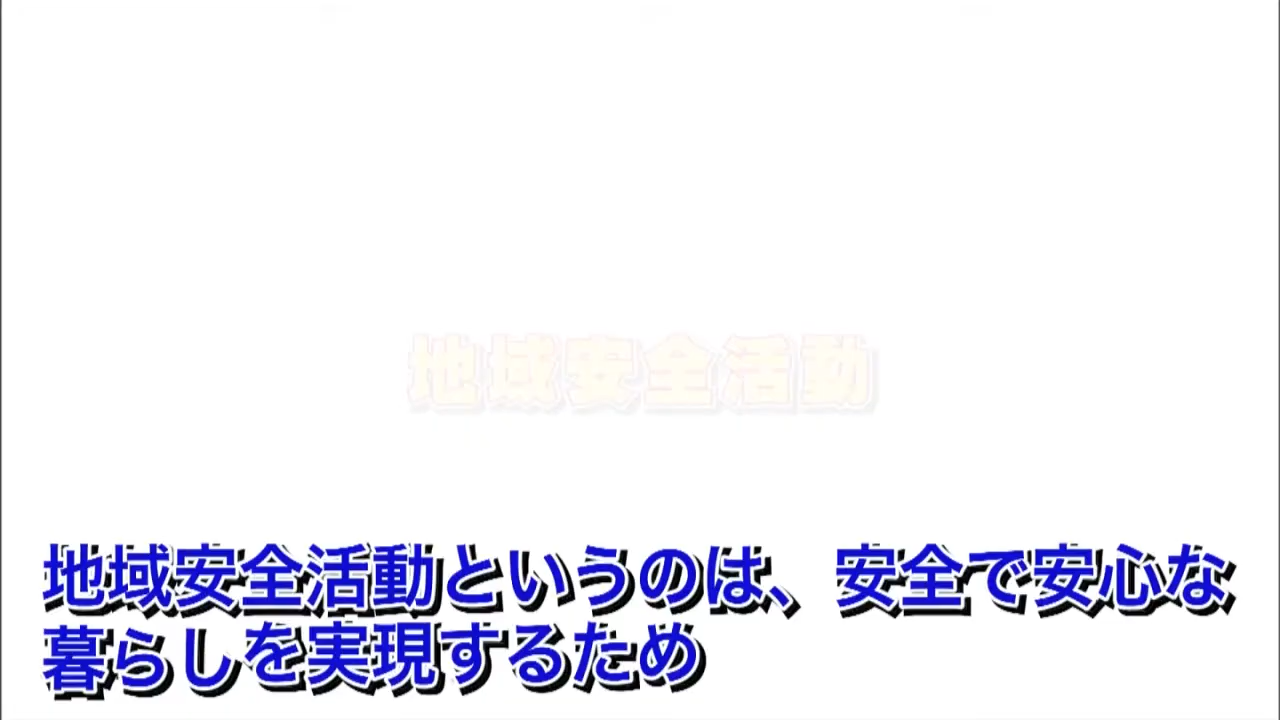 地域安全活動
地域安全活動というのは、安全で安心な
暮らしを実現するため